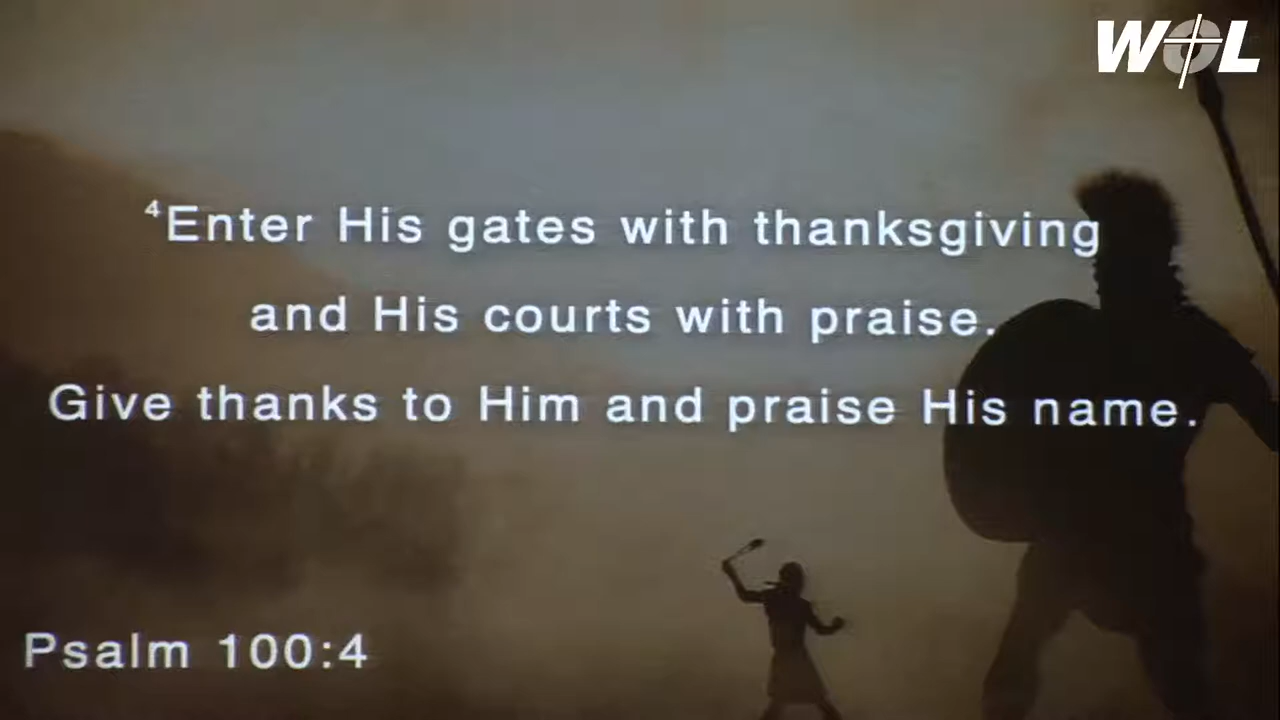 WOL
⁴Enter His gates with thanksgiving
and His courts with praise.
Give thanks to Him and praise His name.
Psalm 100:4